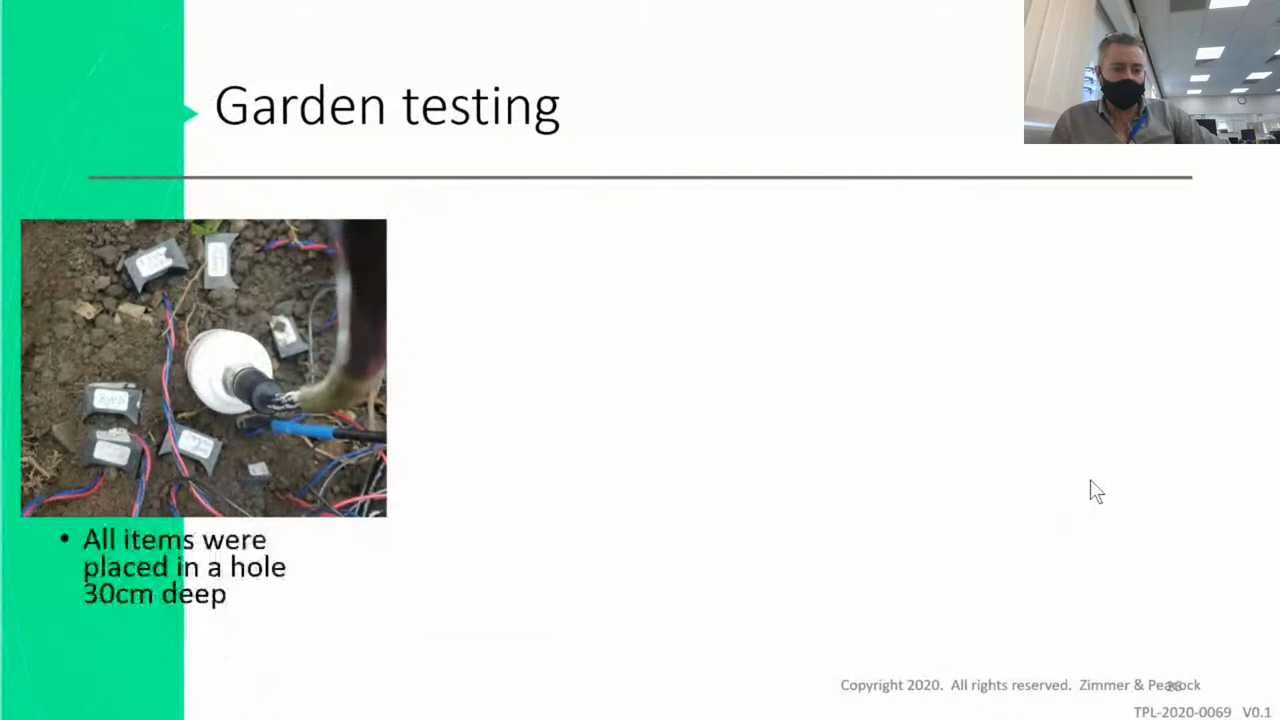 Garden testing
• All items were
placed in a hole
30cm deep
Copyright 2020. All rights reserved. Zimmer & Peacock
TPL-2020-0069 V0.1